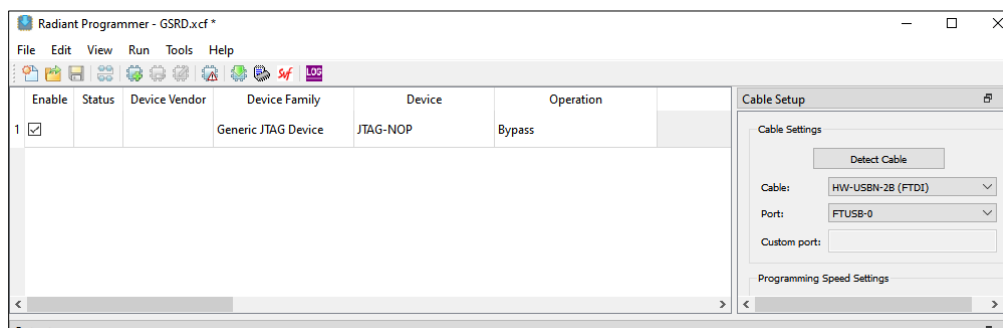 Radiant Programmer - GSRD.xcf *
File Edit View Run Tools Help
Svf LOG
Enable Status Device Vendor Device Family Device Operation
1 Generic JTAG Device JTAG-NOP Bypass
Cable Setup
Cable Settings
Detect Cable
Cable: HW-USBN-2B (FTDI)
Port: FTUSB-0
Custom port:
Programming Speed Settings